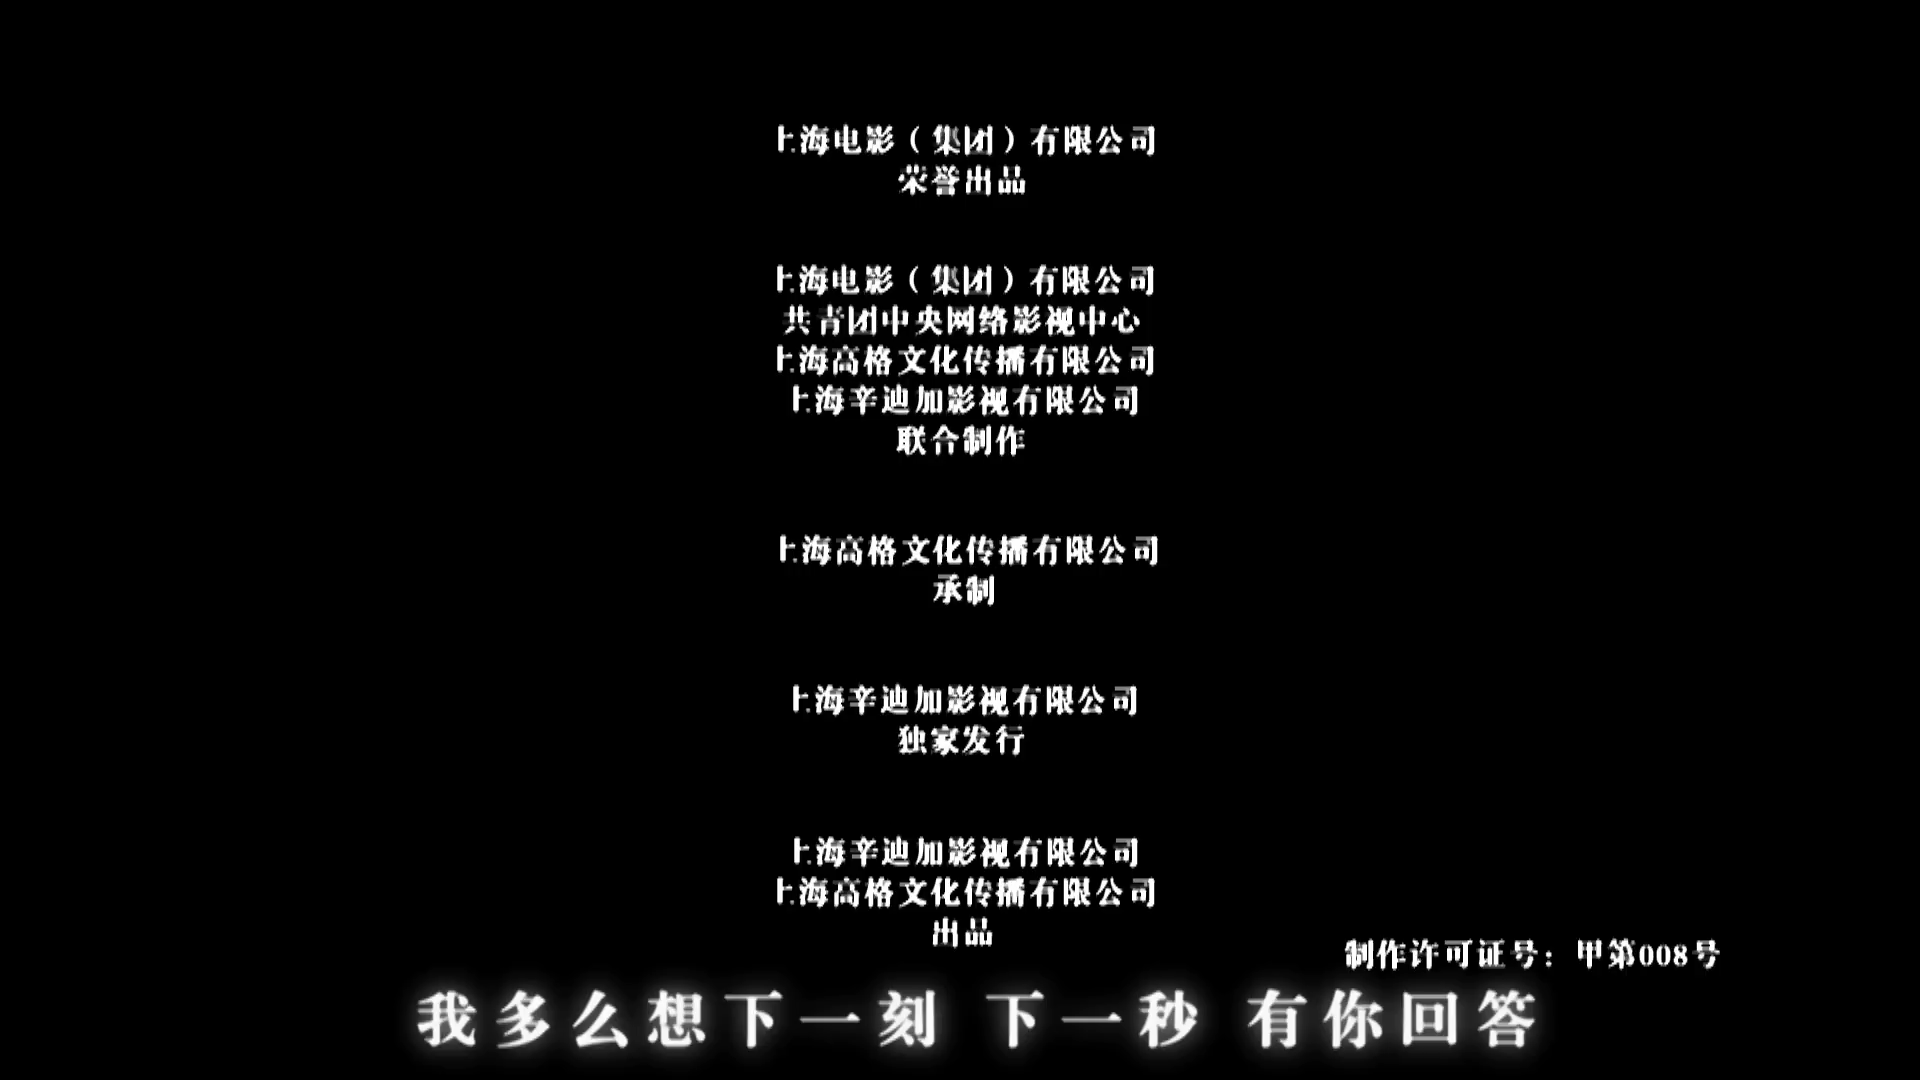 上海电影（集团）有限公司
荣誉出品
上海电影（集团）有限公司
共青团中央网络影视中心
上海高格文化传播有限公司
上海辛迪加影视有限公司
联合制作
上海高格文化传播有限公司
承制
上海辛迪加影视有限公司
独家发行
上海辛迪加影视有限公司
上海高格文化传播有限公司
出品
制作许可证号：甲第008号
我多么想下一刻 下一秒 有你回答